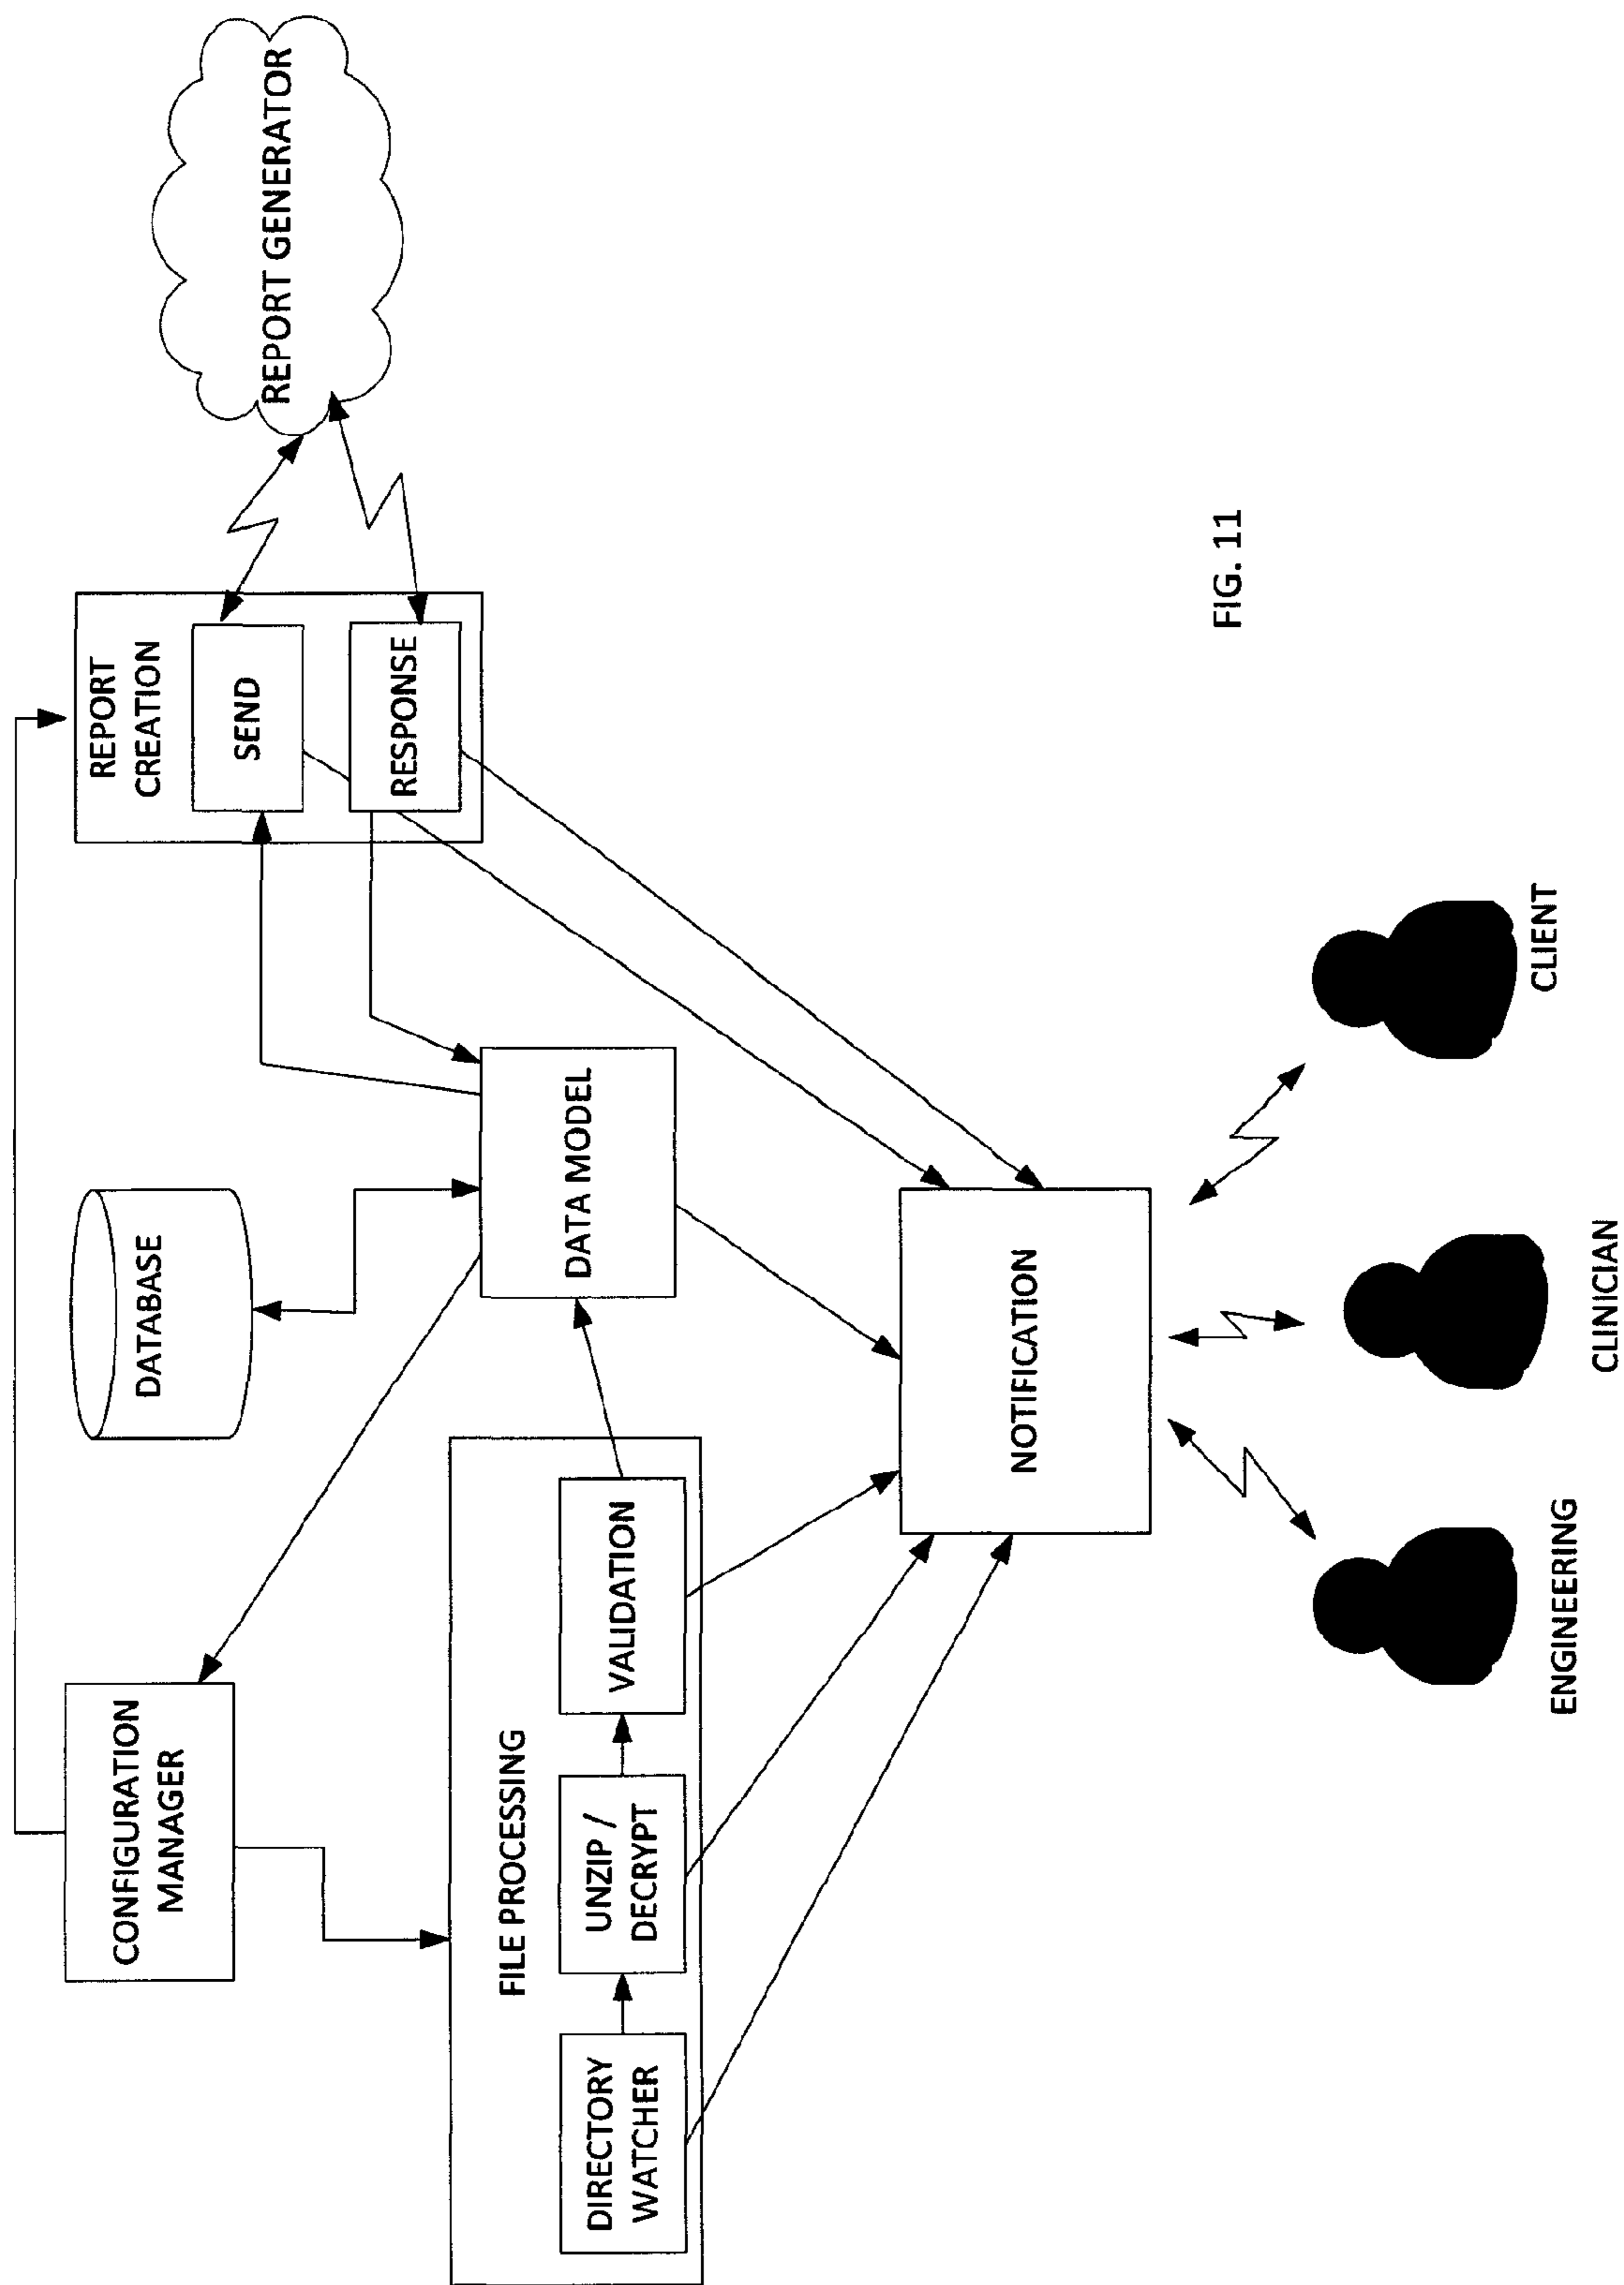 CONFIGURATION
MANAGER
DATABASE
REPORT
CREATION
SEND
RESPONSE
REPORT GENERATOR
FILE PROCESSING
DIRECTORY
WATCHER
UNZIP /
DECRYPT
VALIDATION
DATA MODEL
NOTIFICATION
ENGINEERING
CLINICIAN
CLIENT
FIG. 11